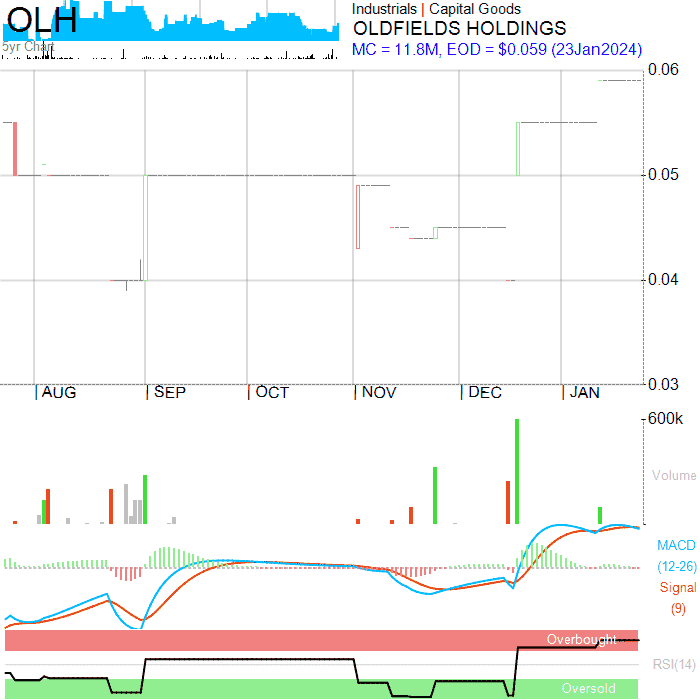 OLH
5yr Chart
Industrials | Capital Goods
OLDFIELDS HOLDINGS
MC = 11.8M, EOD = $0.059 (23Jan2024)
0.06
0.05
0.04
0.03
AUG SEP OCT NOV DEC JAN
600k
Volume
MACD
(12-26)
Signal
(9)
Overbought
RSI(14)
Oversold